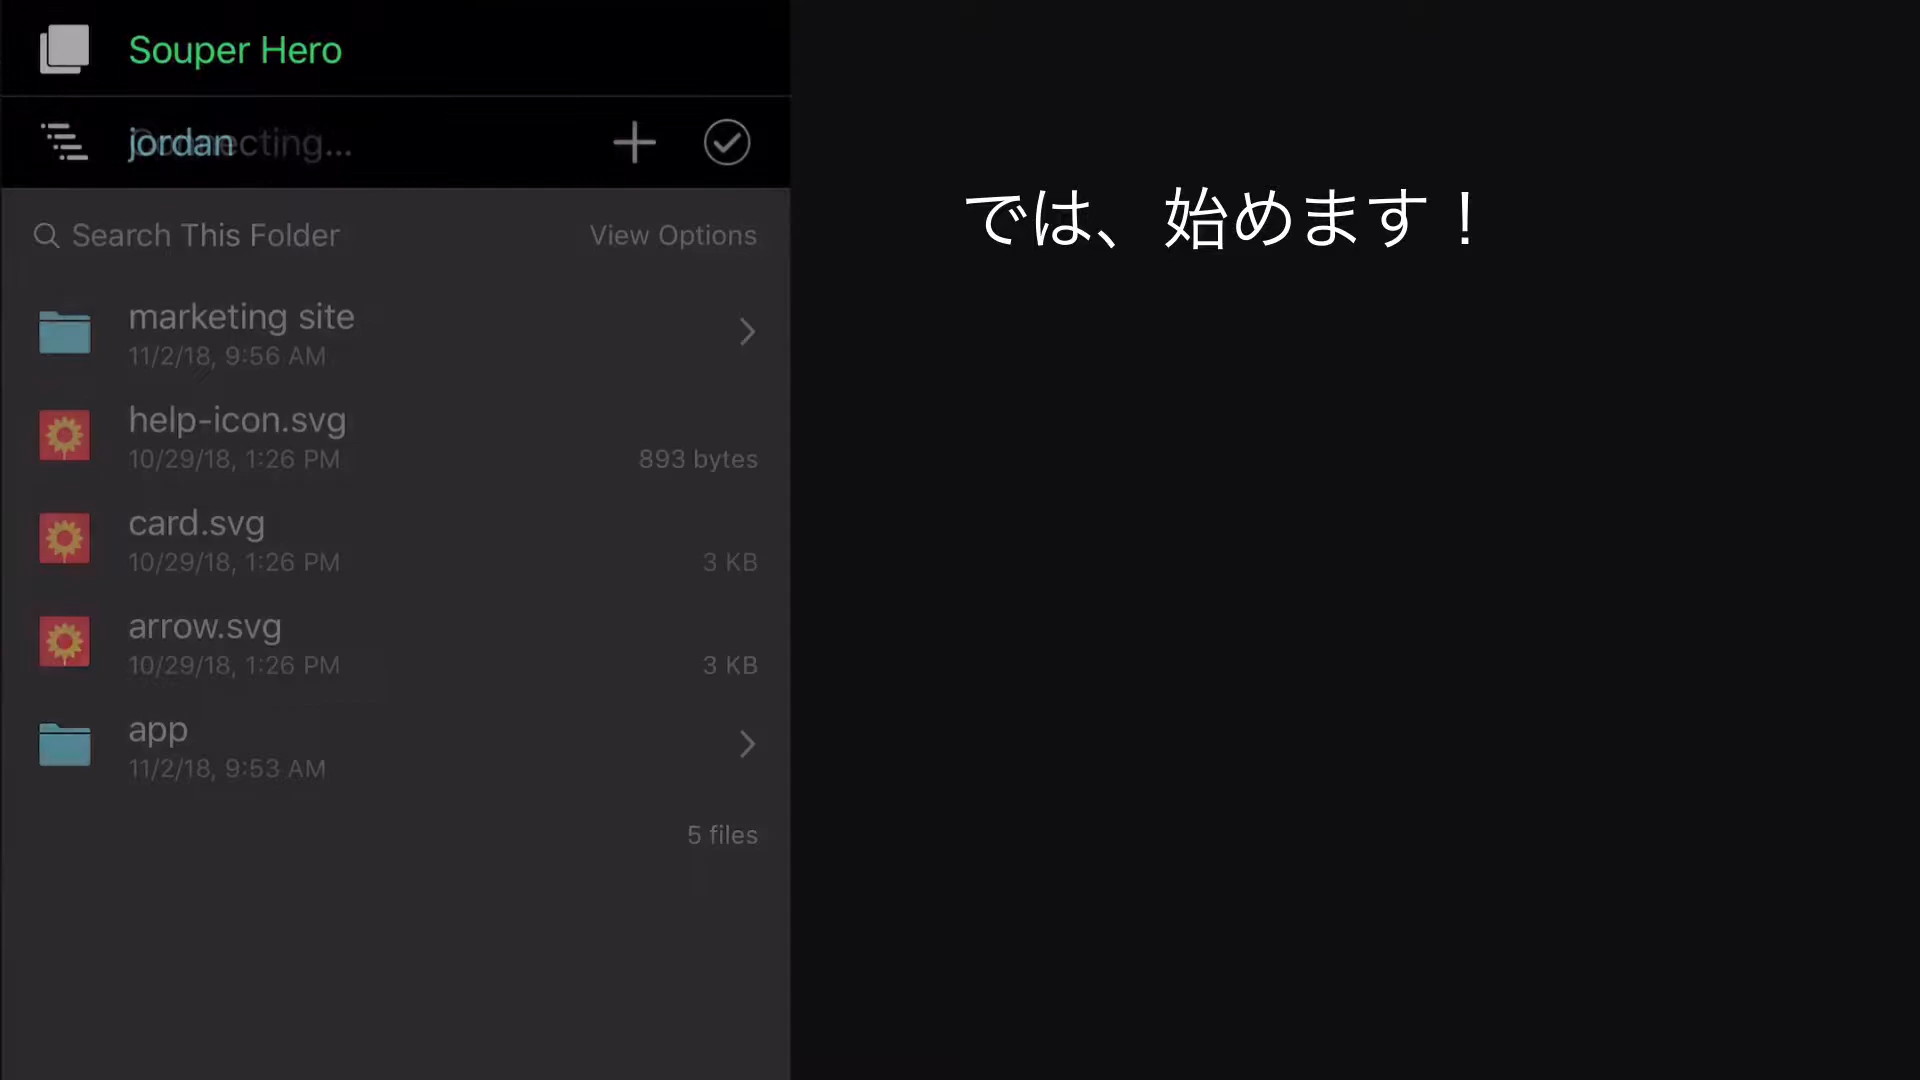 Souper Hero
jordan
Connecting...
Search This Folder
View Options
marketing site
11/2/18, 9:56 AM
help-icon.svg
10/29/18, 1:26 PM
893 bytes
card.svg
10/29/18, 1:26 PM
3 KB
arrow.svg
10/29/18, 1:26 PM
3 KB
app
11/2/18, 9:53 AM
5 files
では、始めます！